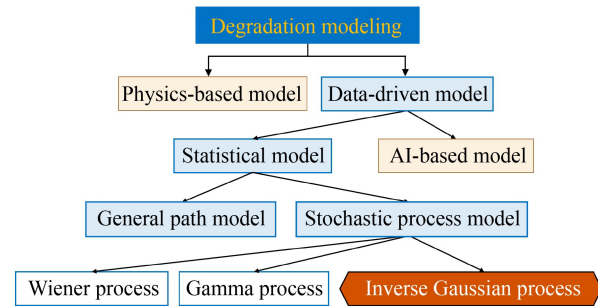 Degradation modeling
Physics-based model
Data-driven model
Statistical model
AI-based model
General path model
Stochastic process model
Wiener process
Gamma process
Inverse Gaussian process